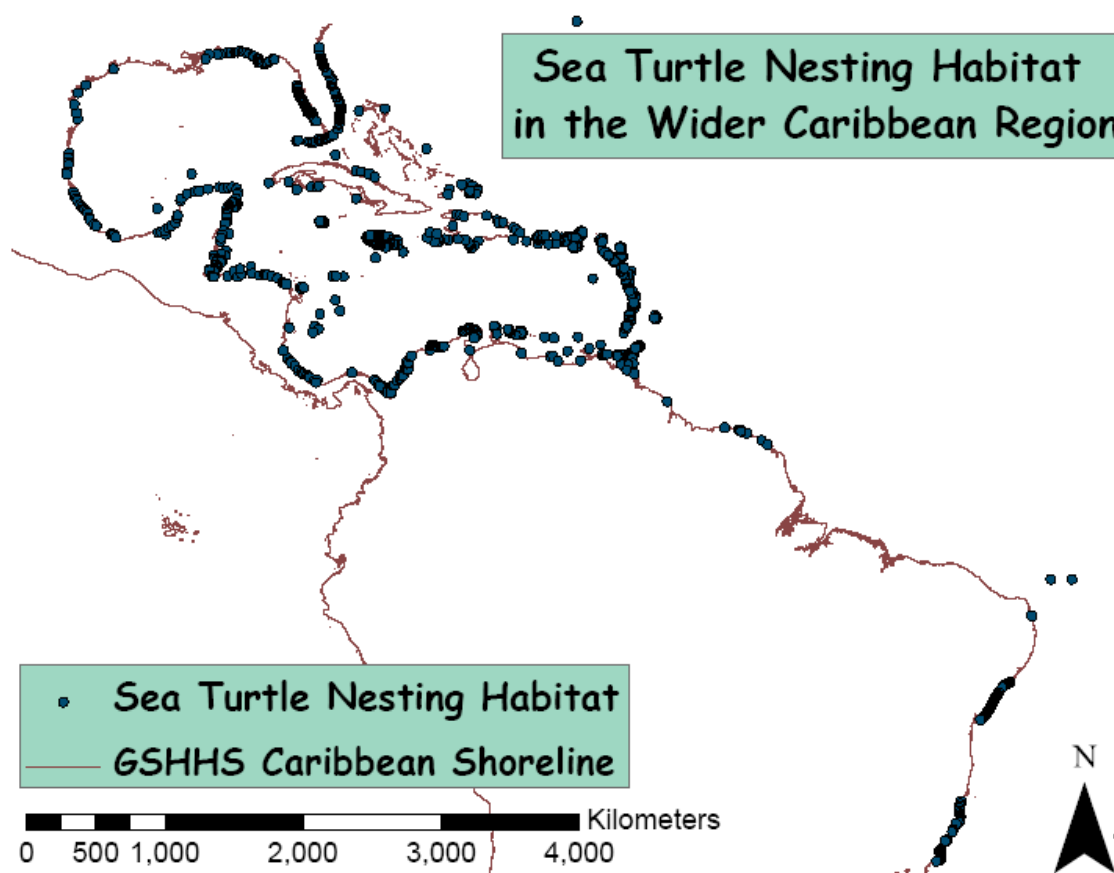 Sea Turtle Nesting Habitat
in the Wider Caribbean Region
Sea Turtle Nesting Habitat
GSHHS Caribbean Shoreline
Kilometers
0 500 1,000 2,000 3,000 4,000
N